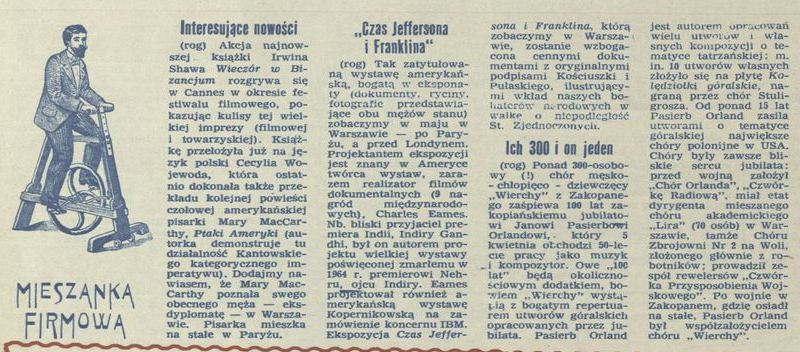 MIESZANKA
FIRMOWA
Interesujące nowości
(rog) Akcja najnow-
szej książki Irwina
Shawa Wieczór w Bi-
zancjum rozgrywa się
w Cannes w okresie fe-
stiwalu filmowego, po-
kazując kulisy tej wiel-
kiej imprezy (filmowej
i towarzyskiej). Książ-
kę przełożyła już na ję-
zyk polski Cecylia Wo-
jewoda, która ostat-
nio dokonała także prze-
kładu kolejnej powieści
czołowej amerykańskiej
pisarki Mary MacCar-
thy, Ptaki Ameryki (au-
torka demonstruje tu
działalność Kantowskie-
go kategorycznego im-
peratywu). Dodajmy na-
wiasem, że Mary Mac-
Carthy poznała swego
obecnego męża — eks-
dyplomatę — w Warsza-
wie. Pisarka mieszka
na stałe w Paryżu.
„Czas Jeffersona
i Franklina"
(rog) Tak zatytułowa-
ną wystawę amerykań-
ską, bogatą w ekspona-
ty (dokumenty, ryciny,
fotografie przedstawia-
jące obu mężów stanu)
zobaczymy w maju w
Warszawie — po Pary-
żu, a przed Londynem.
Projektantem ekspozycji
jest znany w Ameryce
twórca wystaw, zara-
zem realizator filmów
dokumentalnych (9 na-
gród międzynarodo-
wych), Charles Eames.
Nb. bliski przyjaciel pre-
miera Indii, Indiry Gan-
dhi, był on autorem pro-
jektu wielkiej wystawy
poświęconej zmarłemu w
1964 r. premierowi Neh-
ru, ojcu Indiry. Eames
projektował również a-
merykańską wystawę
Kopernikowską na za-
mówienie koncernu IBM.
Ekspozycja Czas Jeffer-
sona i Franklina, którą
zobaczymy w Warsza-
wie, zostanie wzboga-
cona cennymi doku-
mentami z oryginalnymi
podpisami Kościuszki i
Pułaskiego, ilustrujący-
mi wkład naszych bo-
haterów narodowych w
walkę o niepodległość
St. Zjednoczonych.
Ich 300 i on jeden
(rog) Ponad 300-osobo-
wy (!) chór męsko-
-chłopięco - dziewczęcy
„Wierchy" z Zakopane-
go zaśpiewa 100 lat za-
kopiańskiemu jubilato-
wi Janowi Pasierbowi
Orlandowi, który 5
kwietnia obchodzi 50-le-
cie pracy jako muzyk
i kompozytor. Owe „100
lat" będą okoliczno-
ściowym dodatkiem, bo-
wiem „Wierchy" wystą-
pią z bogatym repertua-
rem utworów góralskich
opracowanych przez ju-
bilata. Pasierb Orland
jest autorem opracowań
wielu utworów i wła-
snych kompozycji o te-
matyce tatrzańskiej: m.
in. 10 utworów własnych
złożyło się na płytę Ko-
lędziołki góralskie, na-
graną przez chór Stuli-
grosza. Od ponad 15 lat
Pasierb Orland zasila
utworami o tematyce
góralskiej największe
chóry polonijne w USA.
Chóry były zawsze bli-
skie sercu jubilata:
przed wojną założył
„Chór Orlanda", „Czwór-
kę Radiową", miał etat
dyrygenta mieszanego
chóru akademickiego
„Lira" (70 osób) w War-
szawie, tamże Chóru
Zbrojowni Nr 2 na Woli,
złożonego głównie z ro-
botników; prowadził ze-
spół rewelersów „Czwór-
ka Przysposobienia Woj-
skowego". Po wojnie w
Zakopanem, gdzie osiadł
na stałe, Pasierb Orland
był współzałożycielem
chóru „Wierchy".